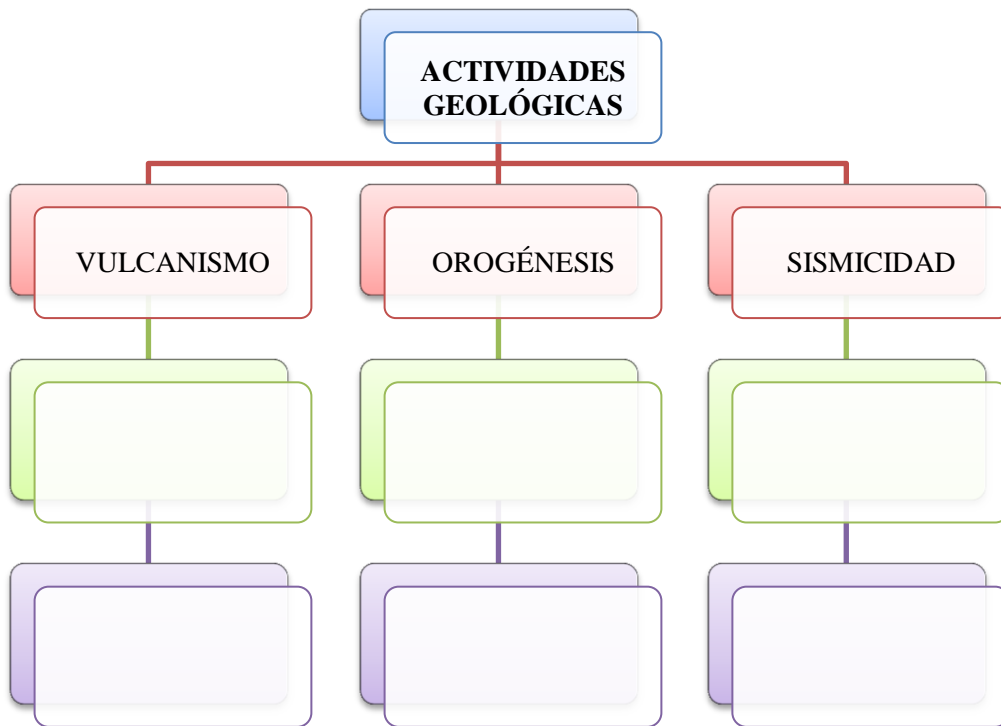 ACTIVIDADES
GEOLÓGICAS
VULCANISMO
OROGÉNESIS
SISMICIDAD